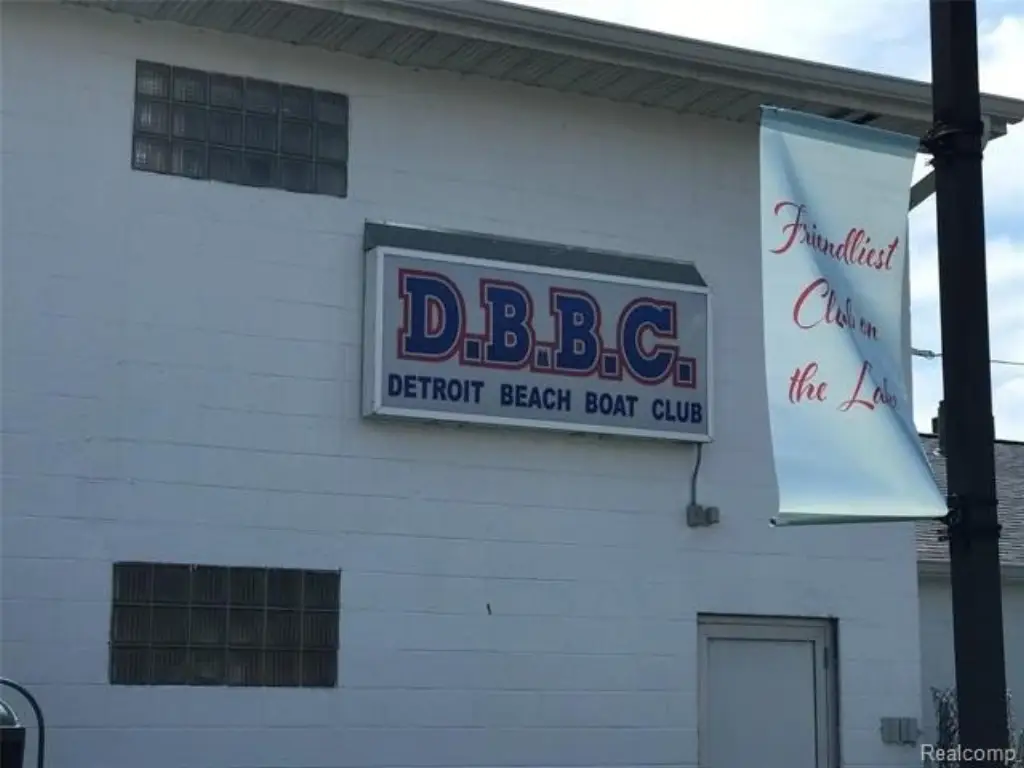 D.B.B.C.
DETROIT BEACH BOAT CLUB
Friendliest
Club on
the Lake
Realcomp